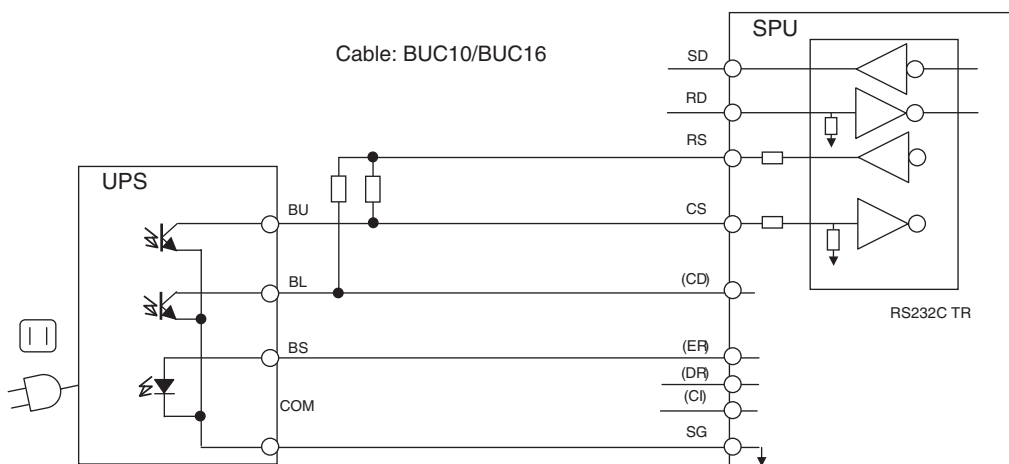 SPU
Cable: BUC10/BUC16
SD
RD
RS
UPS
BU
CS
BL
(CD)
RS232C TR
BS
(ER)
(DR)
(CI)
COM
SG